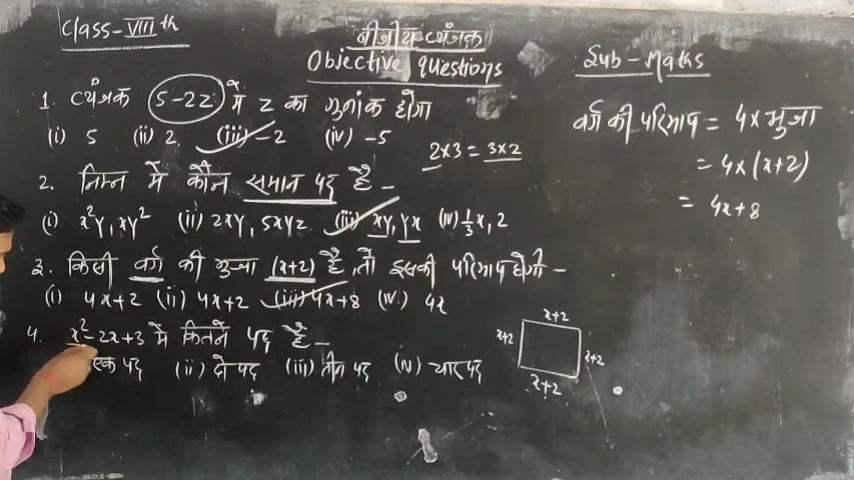 Class-VIIIth
बीजीय व्यंजक
Objective questions
Sub-Maths
1. व्यंजक 5-2z में z का गुणांक होगा
(i) 5 (ii) 2 (iii) -2 (iv) -5
2x3 = 3x2
2. निम्न में कौन समान पद है -
(i) x²y, xy² (ii) 2xy, 5xyz (iii) xy, yx (iv) 1/3x, 2
3. किसी वर्ग की भुजा (x+2) है तो इसकी परिमाप होगी -
(i) 4x+2 (ii) 4x+2 (iii) 4x+8 (iv) 4x
4. x²-2x+3 में कितने पद है -
एक पद (ii) दो पद (iii) तीन पद (iv) चार पद
वर्ग की परिमाप = 4x भुजा
= 4x(x+2)
= 4x+8
x+2
x+2
x+2
x+2